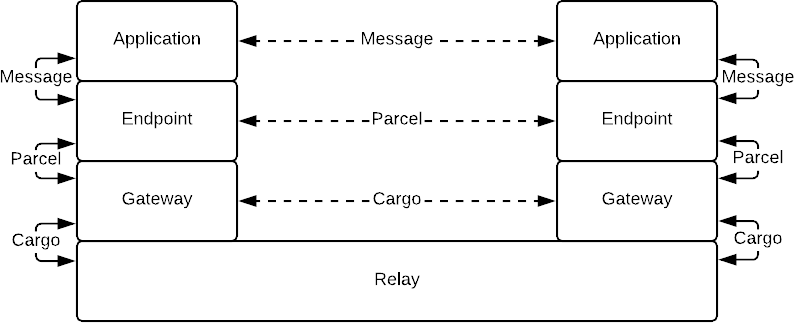 Application
Message
Application
Message
Message
Endpoint
Parcel
Endpoint
Parcel
Parcel
Gateway
Cargo
Gateway
Cargo
Cargo
Relay